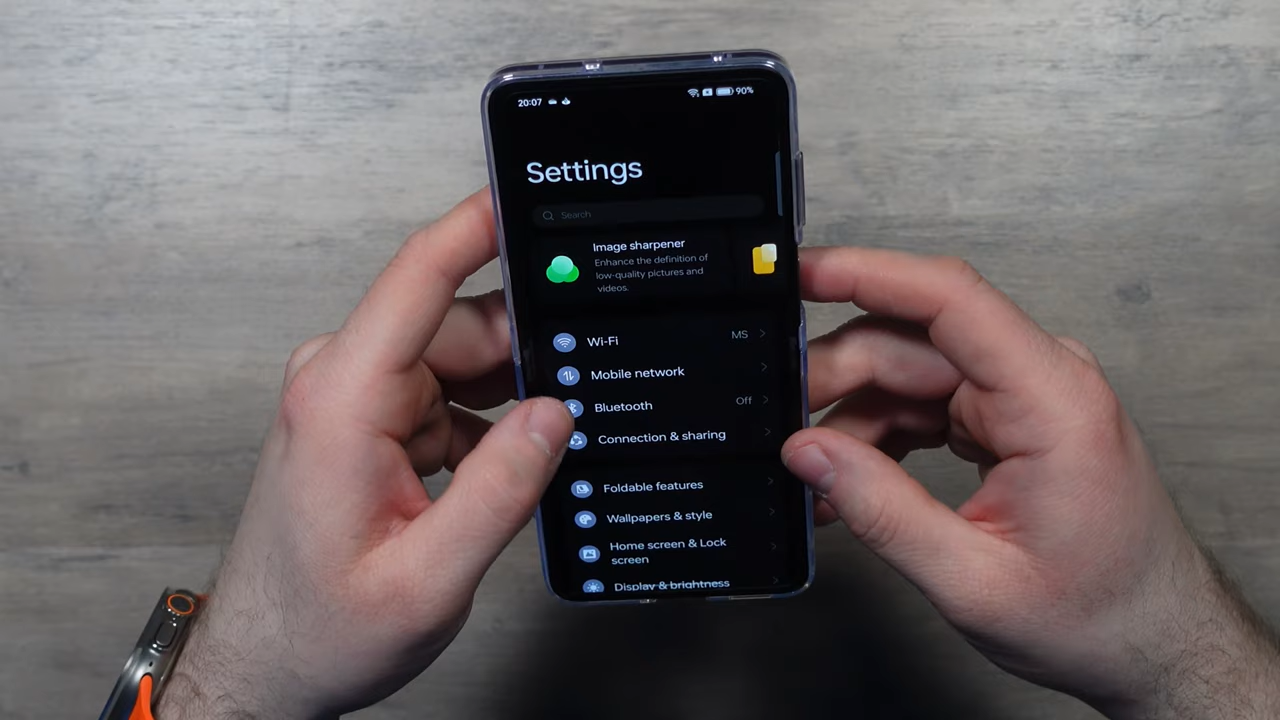 20:07 90%
Settings
Search
Image sharpener
Enhance the definition of
low-quality pictures and
videos.
Wi-Fi MS
Mobile network
Bluetooth Off
Connection & sharing
Foldable features
Wallpapers & style
Home screen & Lock
screen
Display & brightness